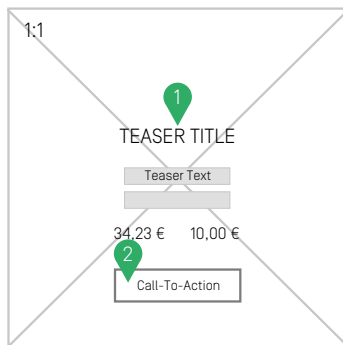 1:1
1
TEASER TITLE
Teaser Text
34,23 € 10,00 €
2
Call-To-Action